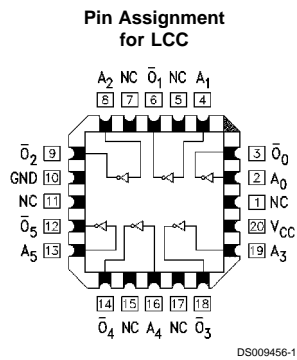 Pin Assignment
for LCC
A2 NC Ō1 NC A1
8 7 6 5 4
Ō2 9 3 Ō0
GND 10 2 A0
NC 11 1 NC
Ō5 12 20 VCC
A5 13 19 A3
14 15 16 17 18
Ō4 NC A4 NC Ō3
DS009456-1